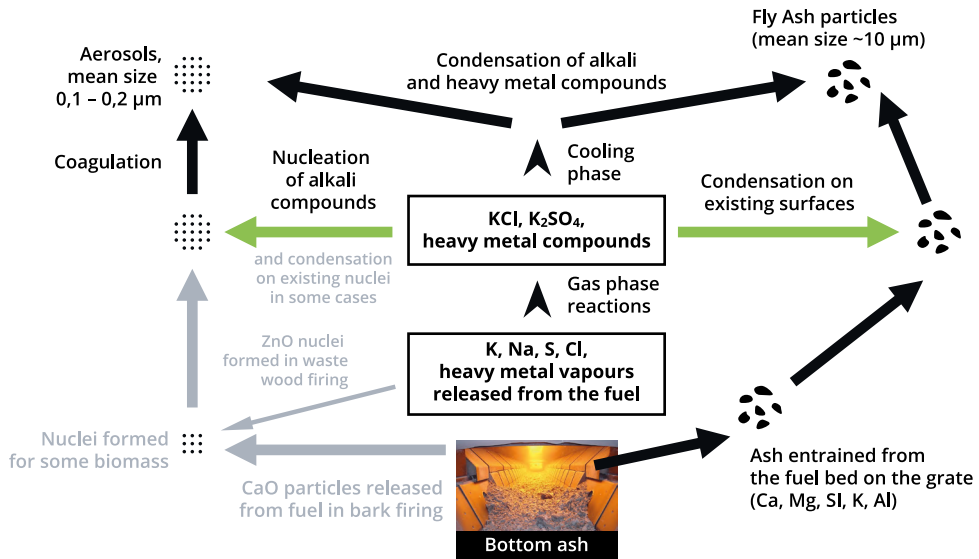 Aerosols,
mean size
0,1 – 0,2 µm
Condensation of alkali
and heavy metal compounds
Fly Ash particles
(mean size ~10 µm)
Coagulation
Nucleation
of alkali
compounds
Cooling
phase
Condensation on
existing surfaces
KCl, K₂SO₄,
heavy metal compounds
and condensation
on existing nuclei
in some cases
Gas phase
reactions
ZnO nuclei
formed in waste
wood firing
K, Na, S, Cl,
heavy metal vapours
released from the fuel
Nuclei formed
for some biomass
CaO particles released
from fuel in bark firing
Bottom ash
Ash entrained from
the fuel bed on the grate
(Ca, Mg, SI, K, Al)